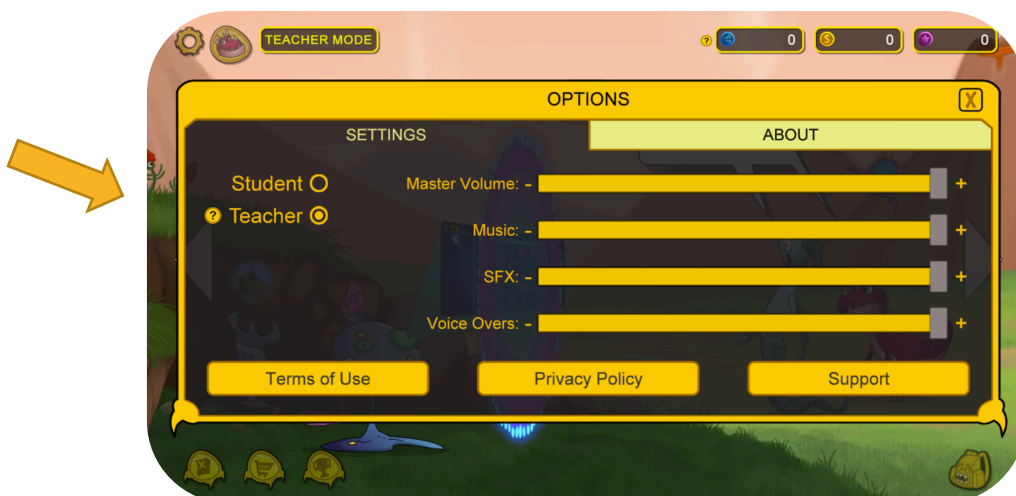 TEACHER MODE
? 0 0 0
OPTIONS X
SETTINGS ABOUT
Student
? Teacher
Master Volume: - +
Music: - +
SFX: - +
Voice Overs: - +
Terms of Use Privacy Policy Support